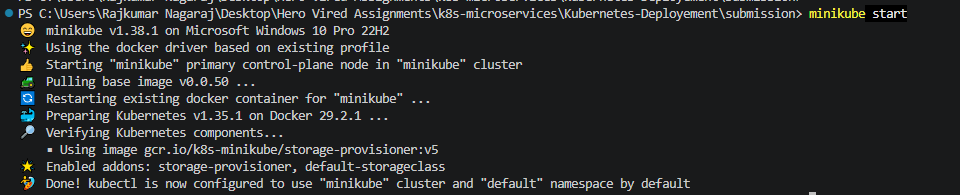 PS C:\Users\Rajkumar Nagaraj\Desktop\Hero Vired Assignments\k8s-microservices\Kubernetes-Deployement\submission> minikube start
minikube v1.38.1 on Microsoft Windows 10 Pro 22H2
Using the docker driver based on existing profile
Starting "minikube" primary control-plane node in "minikube" cluster
Pulling base image v0.0.50 ...
Restarting existing docker container for "minikube" ...
Preparing Kubernetes v1.35.1 on Docker 29.2.1 ...
Verifying Kubernetes components...
▪ Using image gcr.io/k8s-minikube/storage-provisioner:v5
Enabled addons: storage-provisioner, default-storageclass
Done! kubectl is now configured to use "minikube" cluster and "default" namespace by default